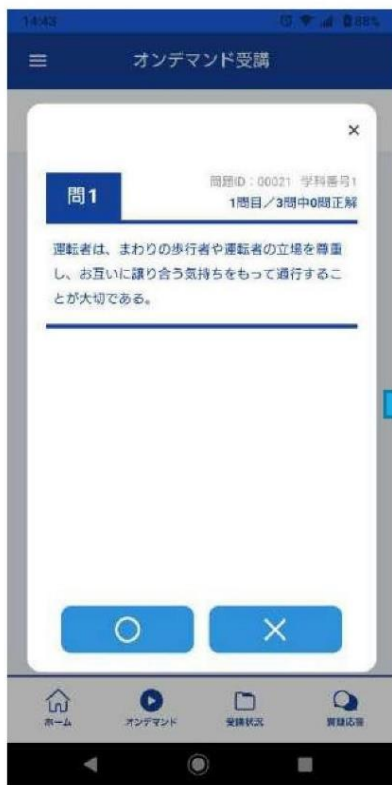 14:43
88%
オンデマンド受講
×
問題ID:00021 学科番号1
問1
1問目/3問中0問正解
運転者は、まわりの歩行者や運転者の立場を尊重
し、お互いに譲り合う気持ちをもって通行するこ
とが大切である。
ホーム
オンデマンド
受講状況
質疑応答